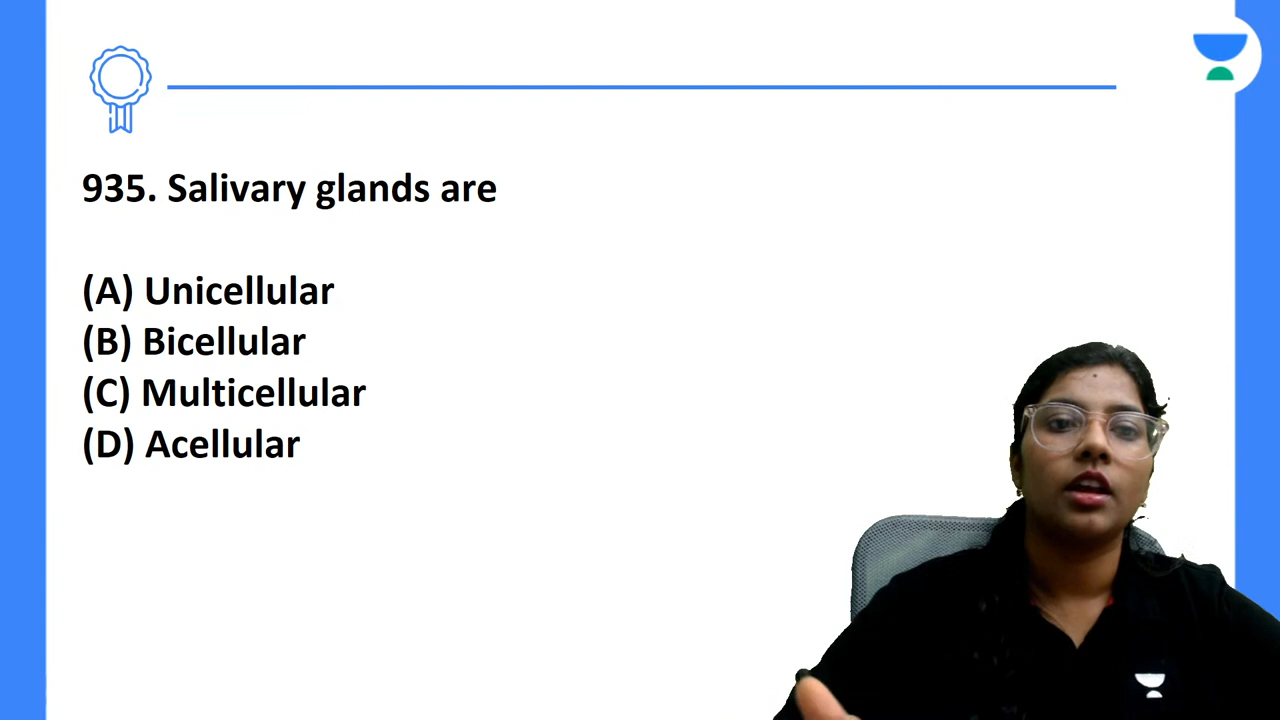 935. Salivary glands are
(A) Unicellular
(B) Bicellular
(C) Multicellular
(D) Acellular